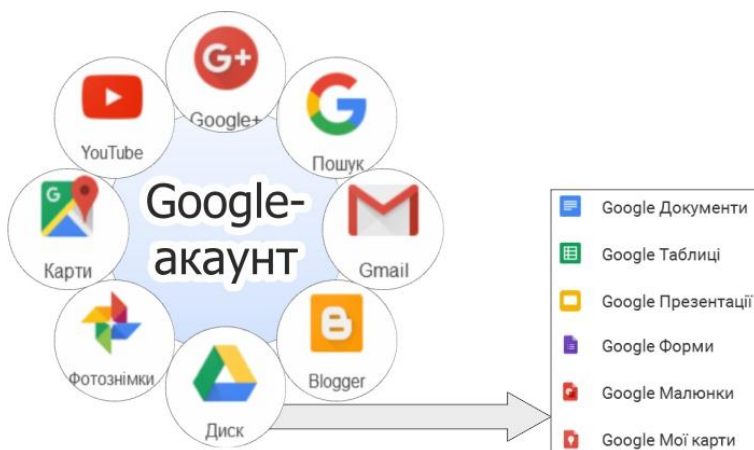 Google+
YouTube
Пошук
Google-
акаунт
Карти
Gmail
Фотознімки
Blogger
Диск
Google Документи
Google Таблиці
Google Презентації
Google Форми
Google Малюнки
Google Мої карти